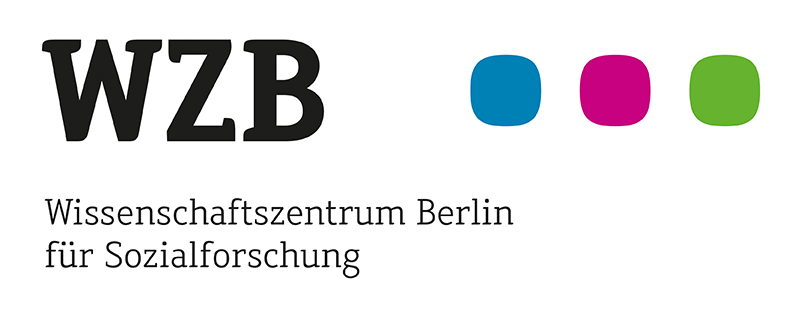 WZB
Wissenschaftszentrum Berlin
für Sozialforschung